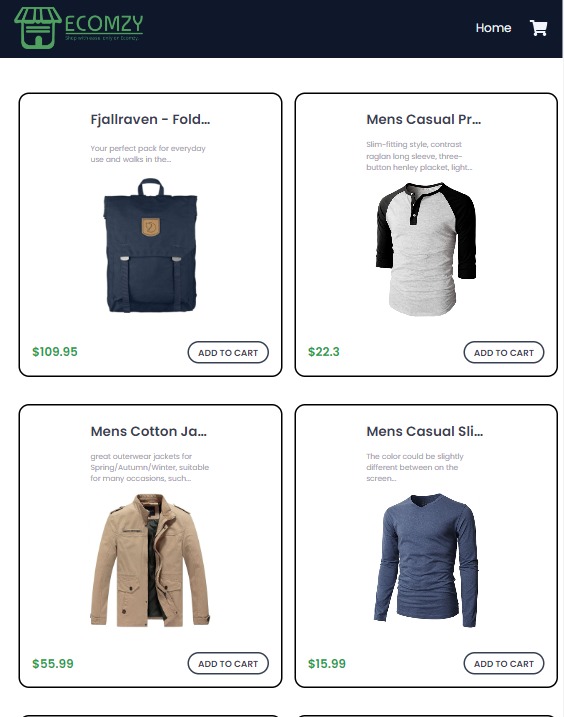 ECOMZY
Shop with ease, only on Ecomzy.
Home
Fjallraven - Fold...
Your perfect pack for everyday
use and walks in the...
$109.95
ADD TO CART
Mens Casual Pr...
Slim-fitting style, contrast
raglan long sleeve, three-
button henley placket, light...
$22.3
ADD TO CART
Mens Cotton Ja...
great outerwear jackets for
Spring/Autumn/Winter, suitable
for many occasions, such...
$55.99
ADD TO CART
Mens Casual Sli...
The color could be slightly
different between on the
screen...
$15.99
ADD TO CART